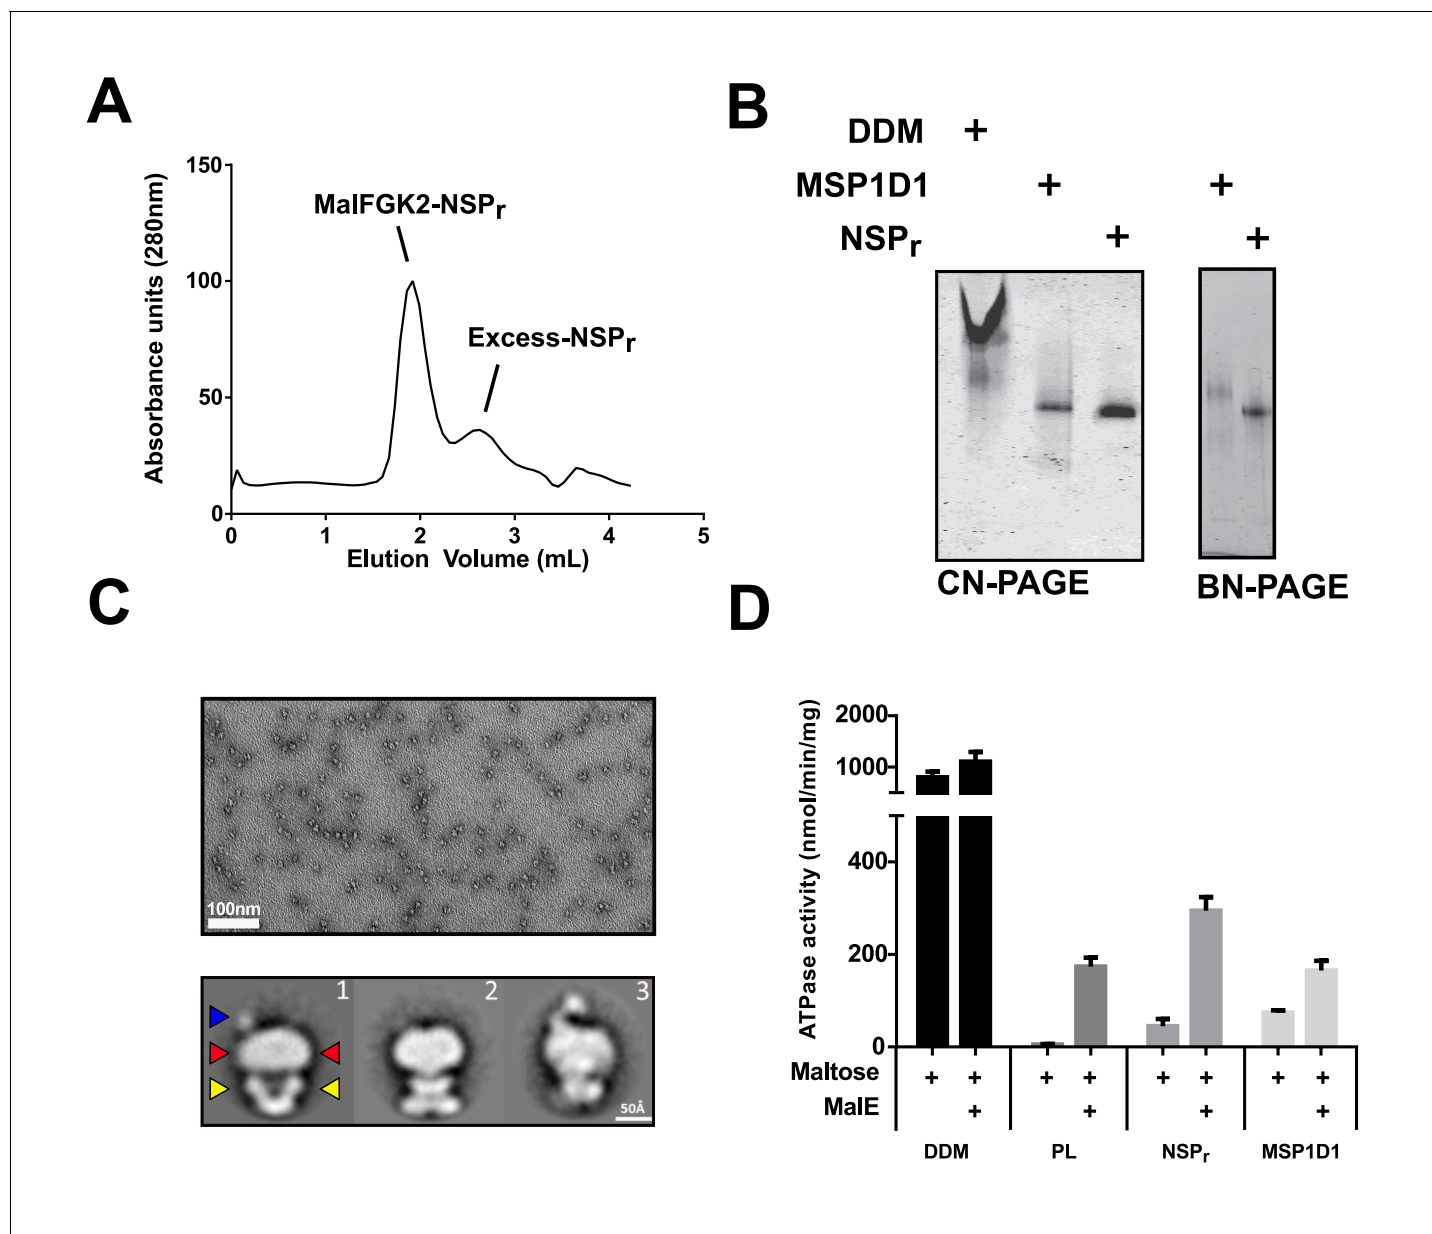 A
150
100
50
0
Absorbance units (280nm)
MalFGK2-NSPr
Excess-NSPr
0 1 2 3 4 5
Elution Volume (mL)
B
DDM +
MSP1D1 + +
NSPr + +
CN-PAGE BN-PAGE
C
100nm
1 2 3
50Å
D
2000
1000
400
200
0
ATPase activity (nmol/min/mg)
Maltose + + + + + + + +
MalE + + + +
DDM PL NSPr MSP1D1